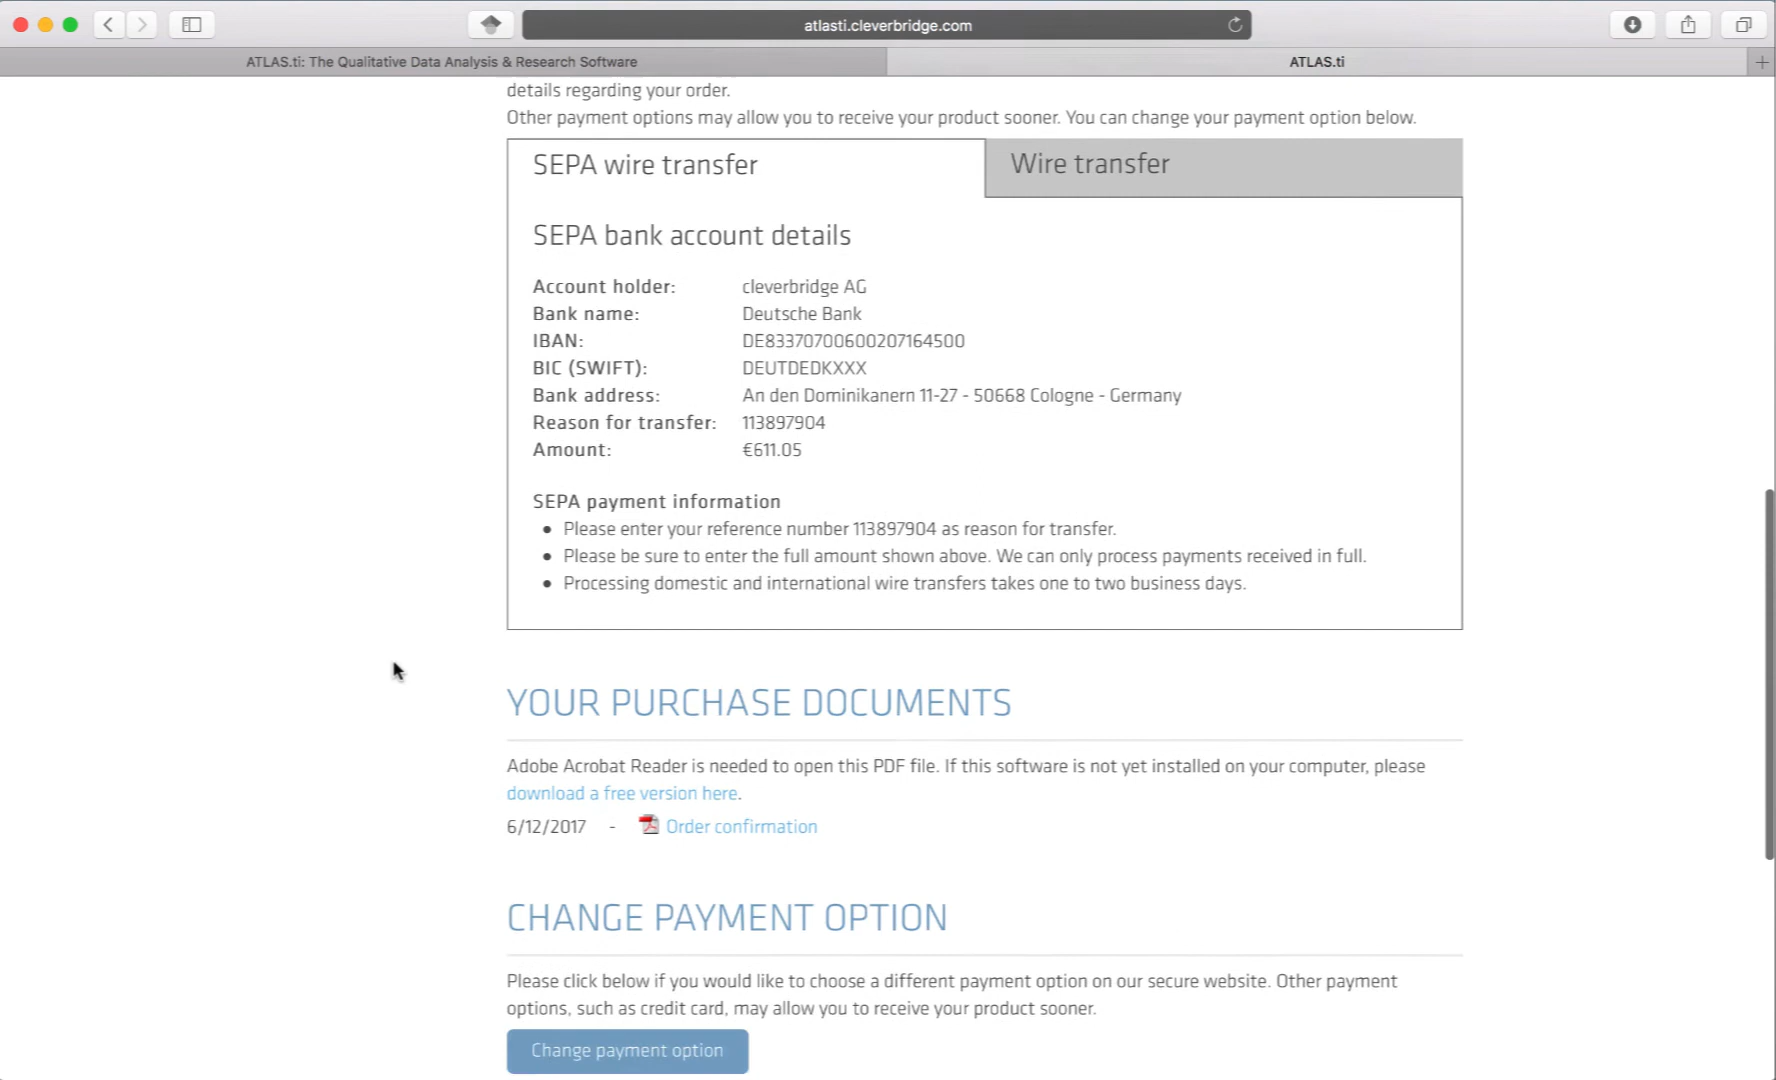 atlasti.cleverbridge.com
ATLAS.ti: The Qualitative Data Analysis & Research Software
ATLAS.ti
details regarding your order.
Other payment options may allow you to receive your product sooner. You can change your payment option below.
SEPA wire transfer
Wire transfer
SEPA bank account details
Account holder: cleverbridge AG
Bank name: Deutsche Bank
IBAN: DE83370700600207164500
BIC (SWIFT): DEUTDEDKXXX
Bank address: An den Dominikanern 11-27 - 50668 Cologne - Germany
Reason for transfer: 113897904
Amount: €611.05
SEPA payment information
• Please enter your reference number 113897904 as reason for transfer.
• Please be sure to enter the full amount shown above. We can only process payments received in full.
• Processing domestic and international wire transfers takes one to two business days.
YOUR PURCHASE DOCUMENTS
Adobe Acrobat Reader is needed to open this PDF file. If this software is not yet installed on your computer, please
download a free version here.
6/12/2017 - Order confirmation
CHANGE PAYMENT OPTION
Please click below if you would like to choose a different payment option on our secure website. Other payment
options, such as credit card, may allow you to receive your product sooner.
Change payment option